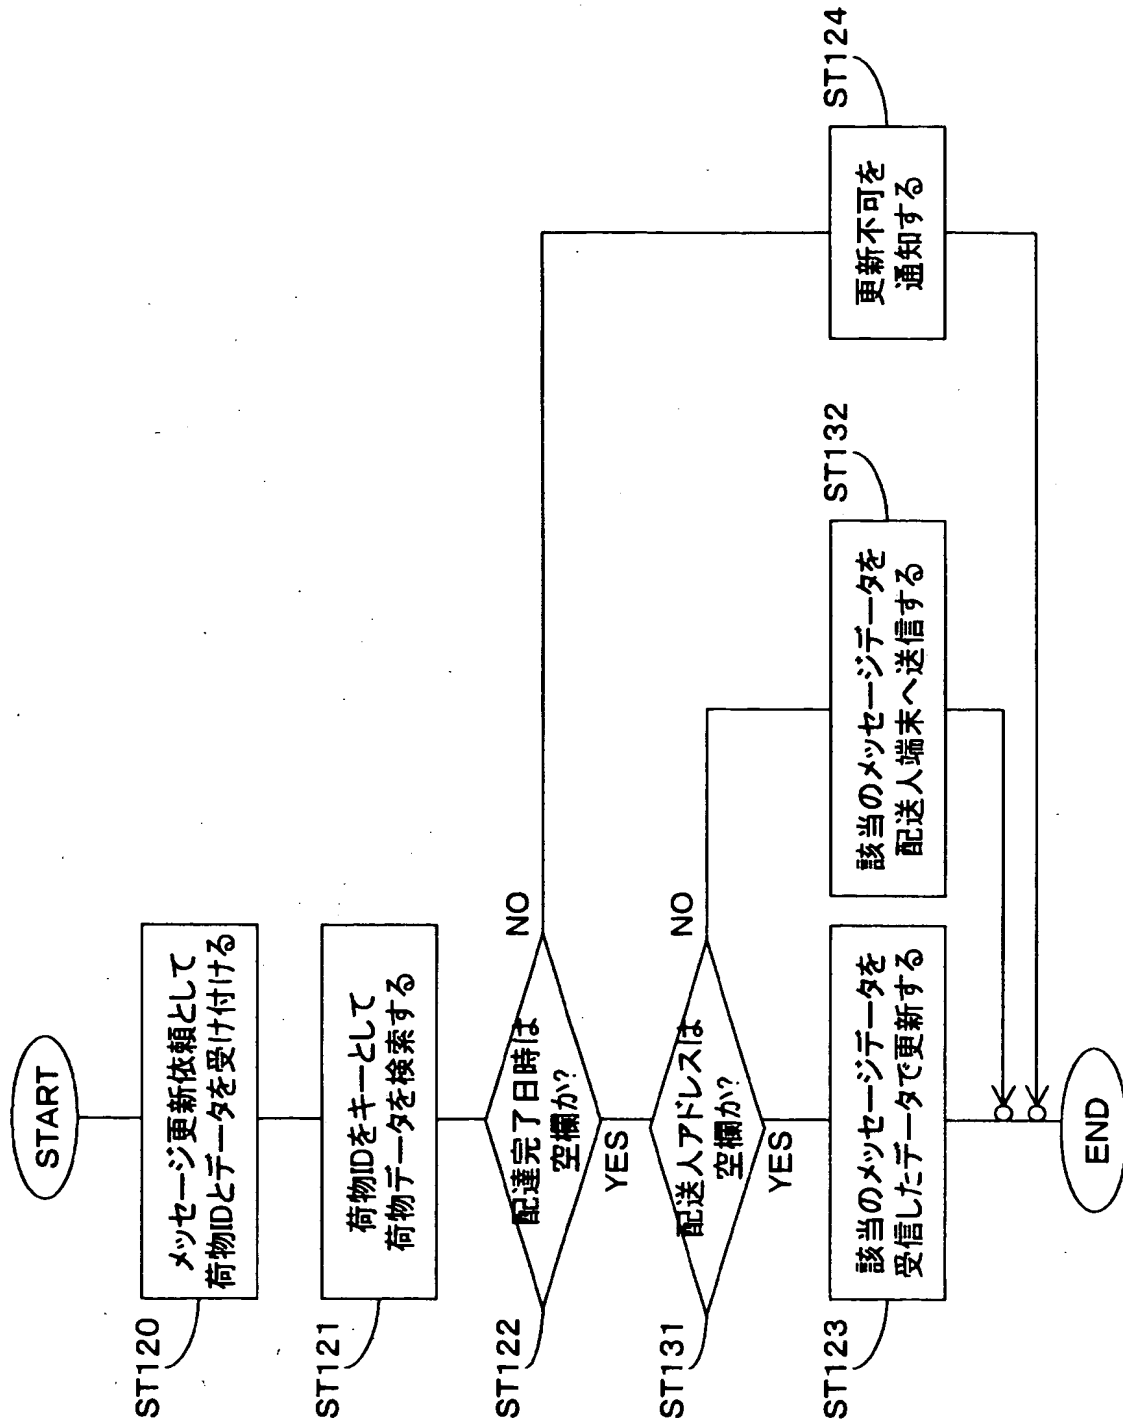 START
ST120
メッセージ更新依頼として
荷物IDとデータを受け付ける
ST121
荷物IDをキーとして
荷物データを検索する
ST122
配達完了日時は
空欄か?
NO
YES
ST131
配送人アドレスは
空欄か?
NO
YES
ST123
該当のメッセージデータを
受信したデータで更新する
ST132
該当のメッセージデータを
配送人端末へ送信する
ST124
更新不可を
通知する
END